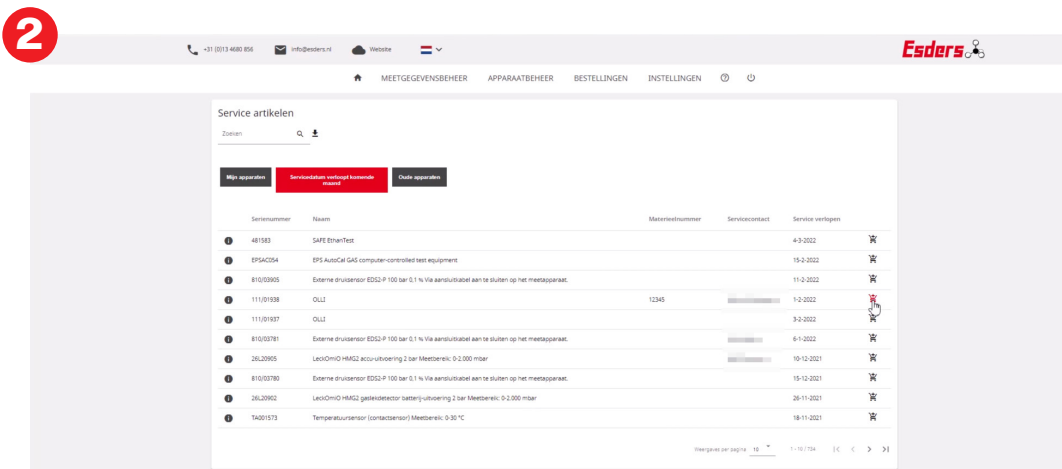 2
+31 (0)13 4680 856 info@esders.nl Website Esders
MEETGEGEVENSBEHEER APPARAATBEHEER BESTELLINGEN INSTELLINGEN ?
Service artikelen
Zoeken
Mijn apparaten Servicedatum verloopt komende maand Oude apparaten
Serienummer Naam Materieelnummer Servicecontact Service verlopen
481583 SAFE EthanTest 4-3-2022
EPSAC054 EPS AutoCal GAS computer-controlled test equipment 15-2-2022
810/03905 Externe druksensor EDS2-P 100 bar 0,1 % Via aansluitkabel aan te sluiten op het meetapparaat. 11-2-2022
111/01938 OLLI 12345 1-2-2022
111/01937 OLLI 3-2-2022
810/03781 Externe druksensor EDS2-P 100 bar 0,1 % Via aansluitkabel aan te sluiten op het meetapparaat. 6-1-2022
26L20905 LeckOmiO HMG2 accu-uitvoering 2 bar Meetbereik: 0-2.000 mbar 10-12-2021
810/03780 Externe druksensor EDS2-P 100 bar 0,1 % Via aansluitkabel aan te sluiten op het meetapparaat. 15-12-2021
26L20902 LeckOmiO HMG2 gaslekdetector batterij-uitvoering 2 bar Meetbereik: 0-2.000 mbar 26-11-2021
TA001573 Temperatuursensor (contactsensor) Meetbereik: 0-30 °C 18-11-2021
Weergaves per pagina 10 1 - 10 / 154